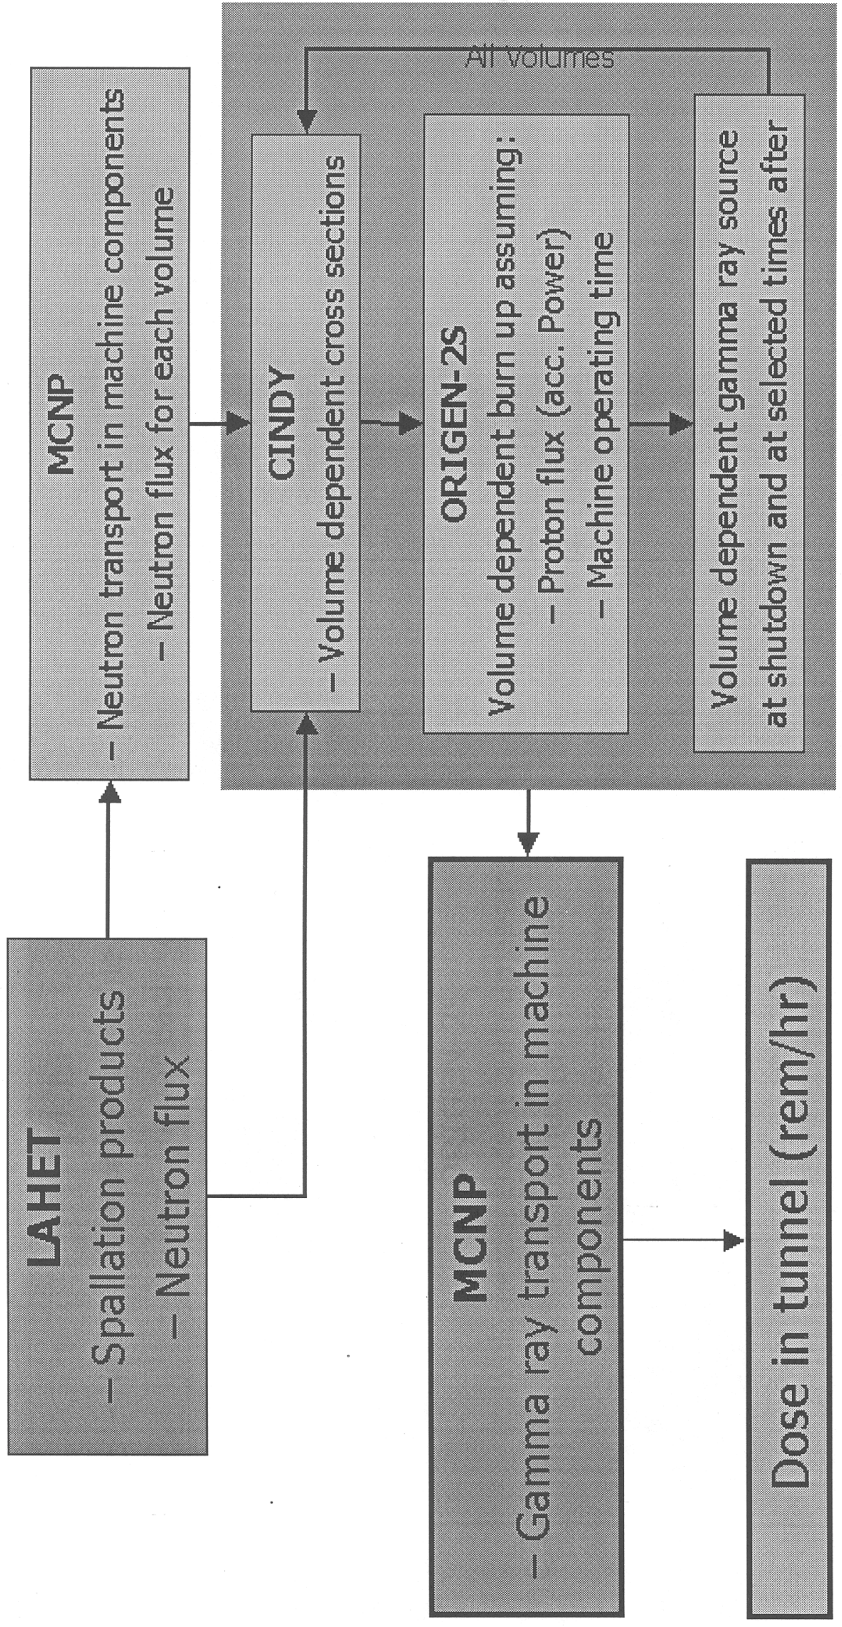 LAHET
– Spallation products
– Neutron flux
MCNP
– Neutron transport in machine components
– Neutron flux for each volume
All Volumes
CINDY
– Volume dependent cross sections
ORIGEN-2S
Volume dependent burn up assuming:
– Proton flux (acc. Power)
– Machine operating time
Volume dependent gamma ray source
at shutdown and at selected times after
MCNP
– Gamma ray transport in machine
components
Dose in tunnel (rem/hr)